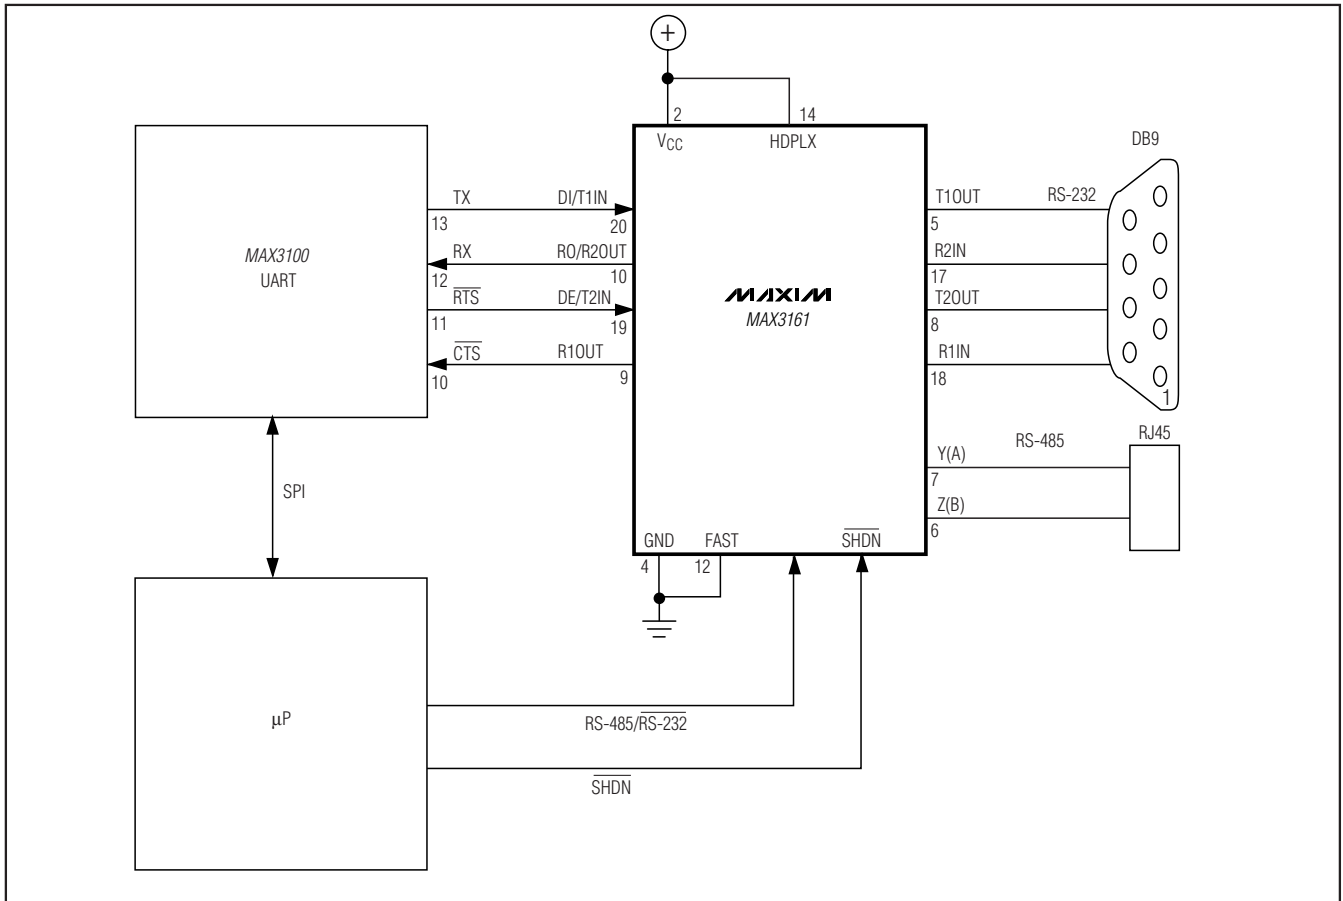 +
2 14
VCC HDPLX
DB9
TX DI/T1IN
13 20
RX RO/R2OUT
12 10
RTS DE/T2IN
11 19
CTS R1OUT
10 9
MAX3100
UART
MAXIM
MAX3161
T1OUT RS-232
5
R2IN
17
T2OUT
8
R1IN
18
1
RJ45
RS-485
Y(A)
7
Z(B)
6
SPI
GND FAST SHDN
4 12
µP
RS-485/RS-232
SHDN